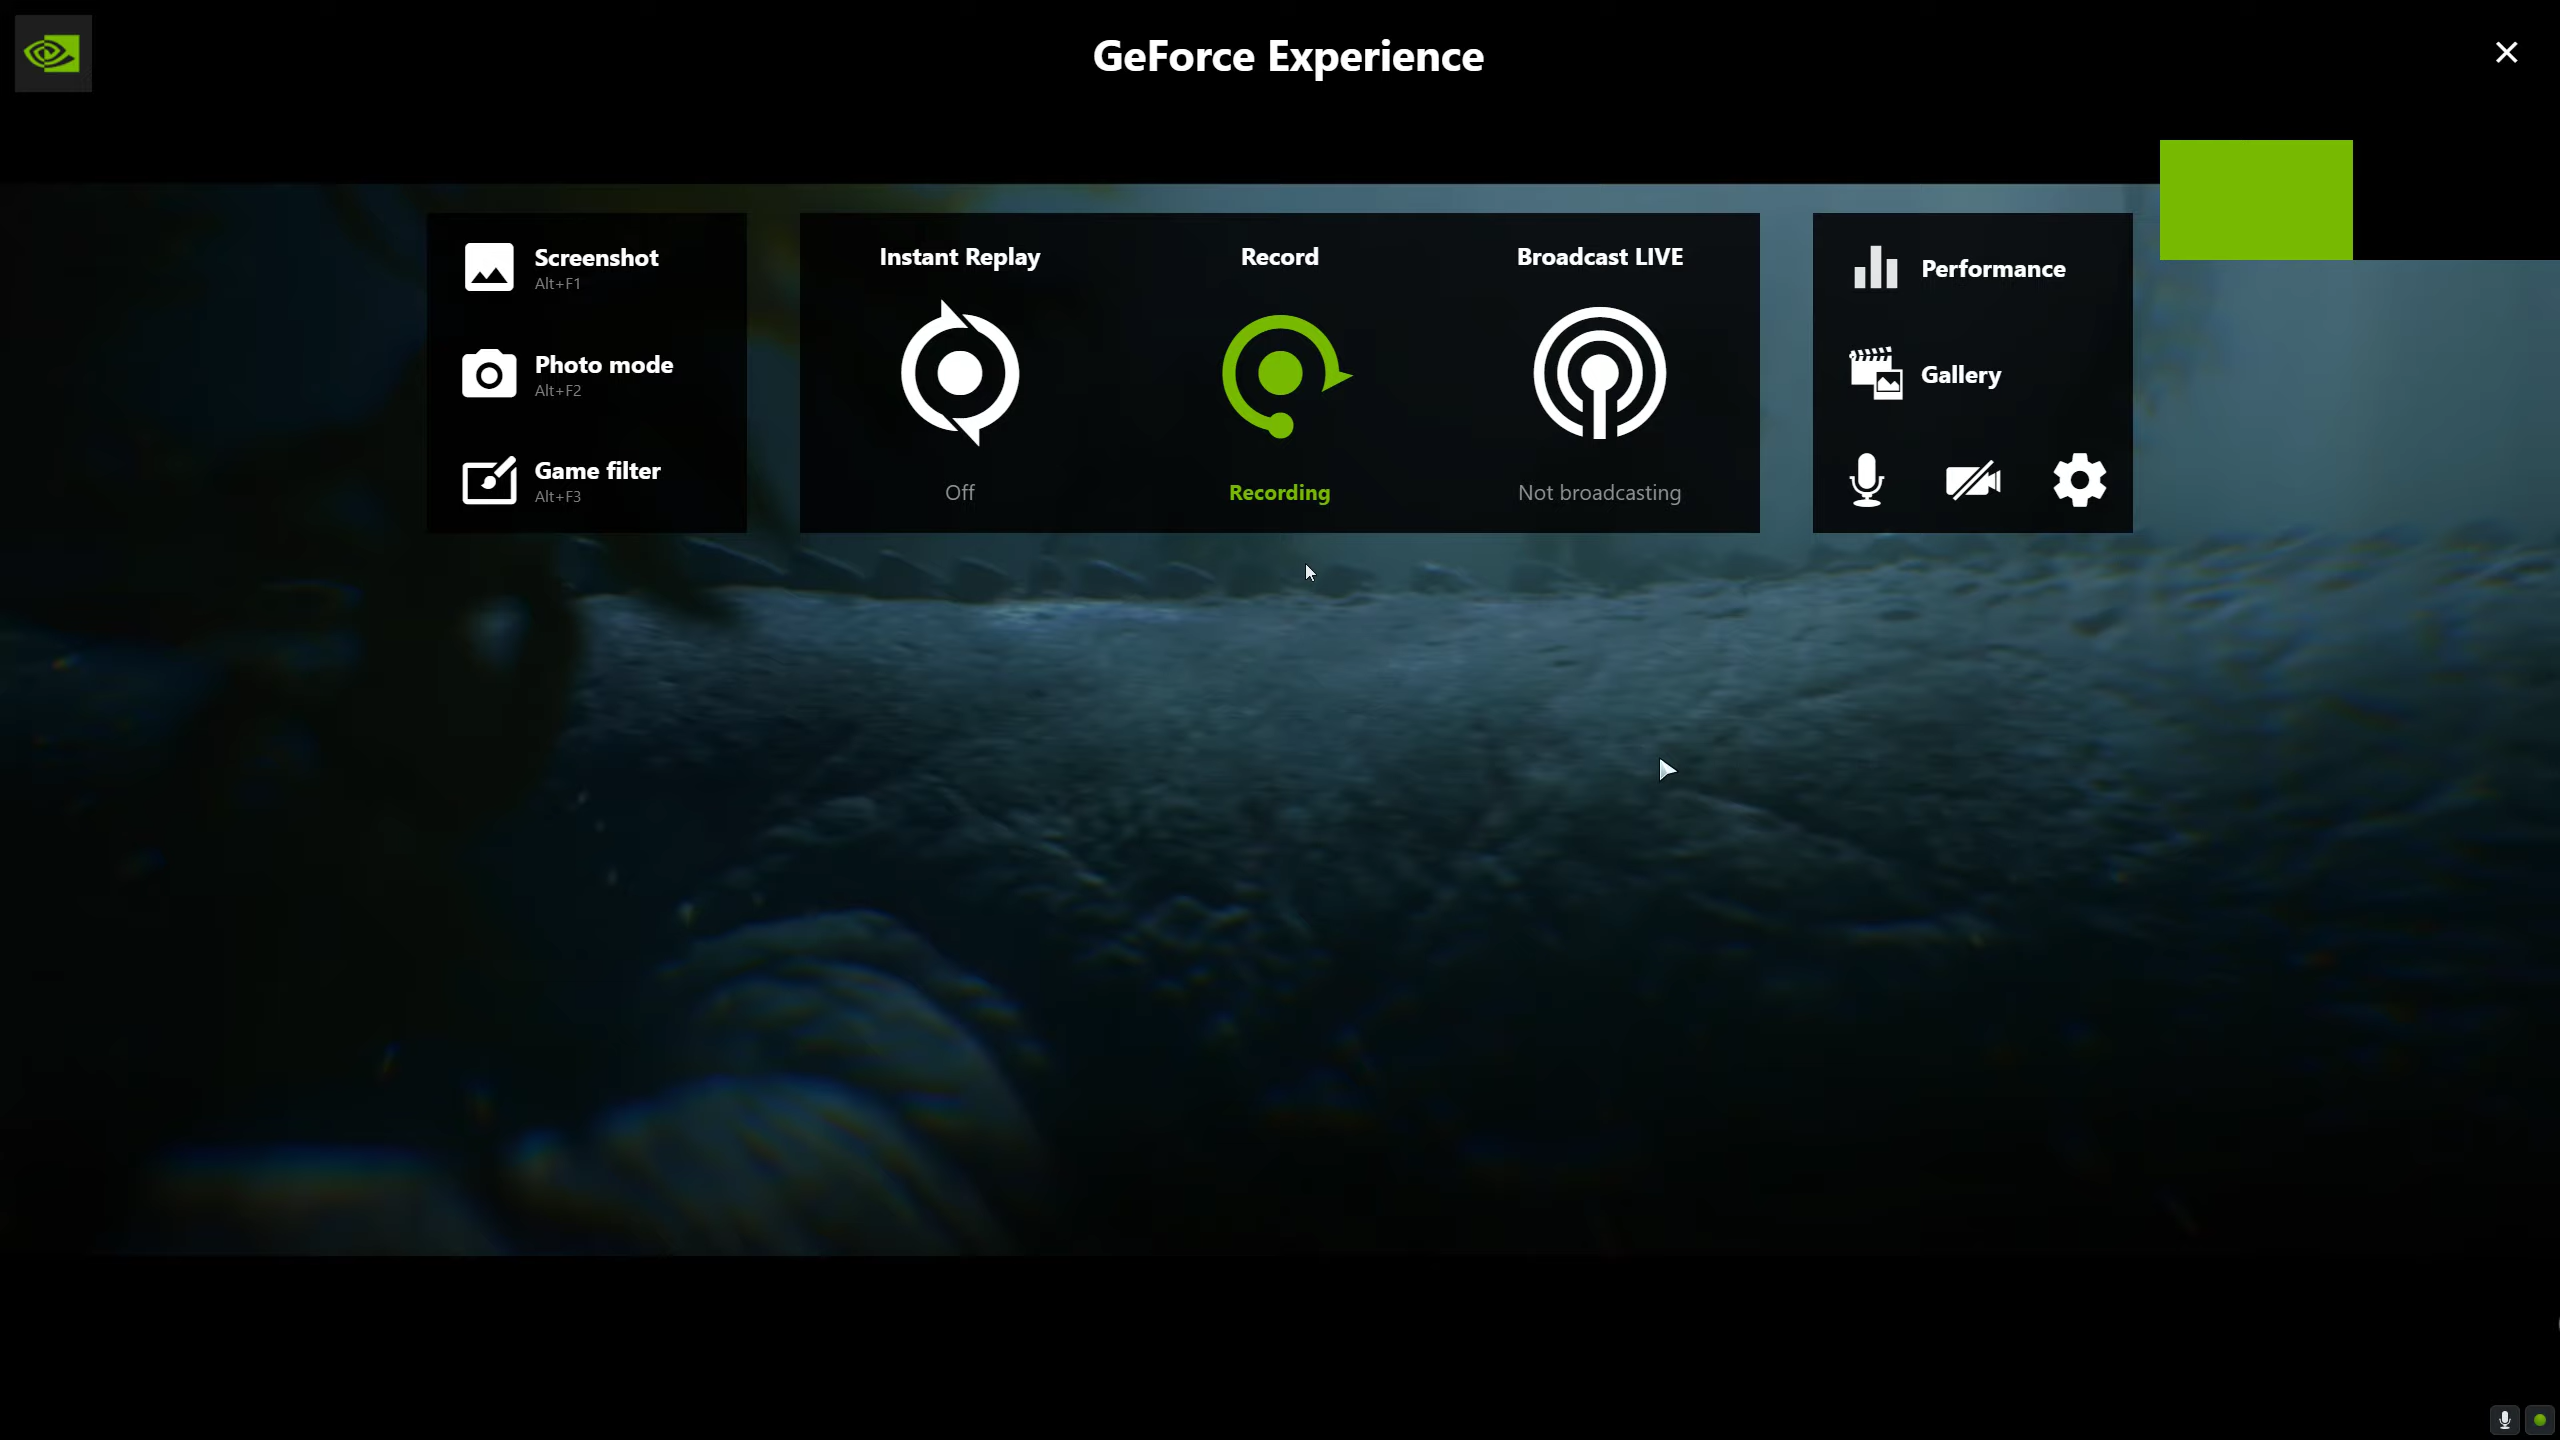 GeForce Experience
Screenshot
Alt+F1
Photo mode
Alt+F2
Game filter
Alt+F3
Instant Replay
Off
Record
Recording
Broadcast LIVE
Not broadcasting
Performance
Gallery